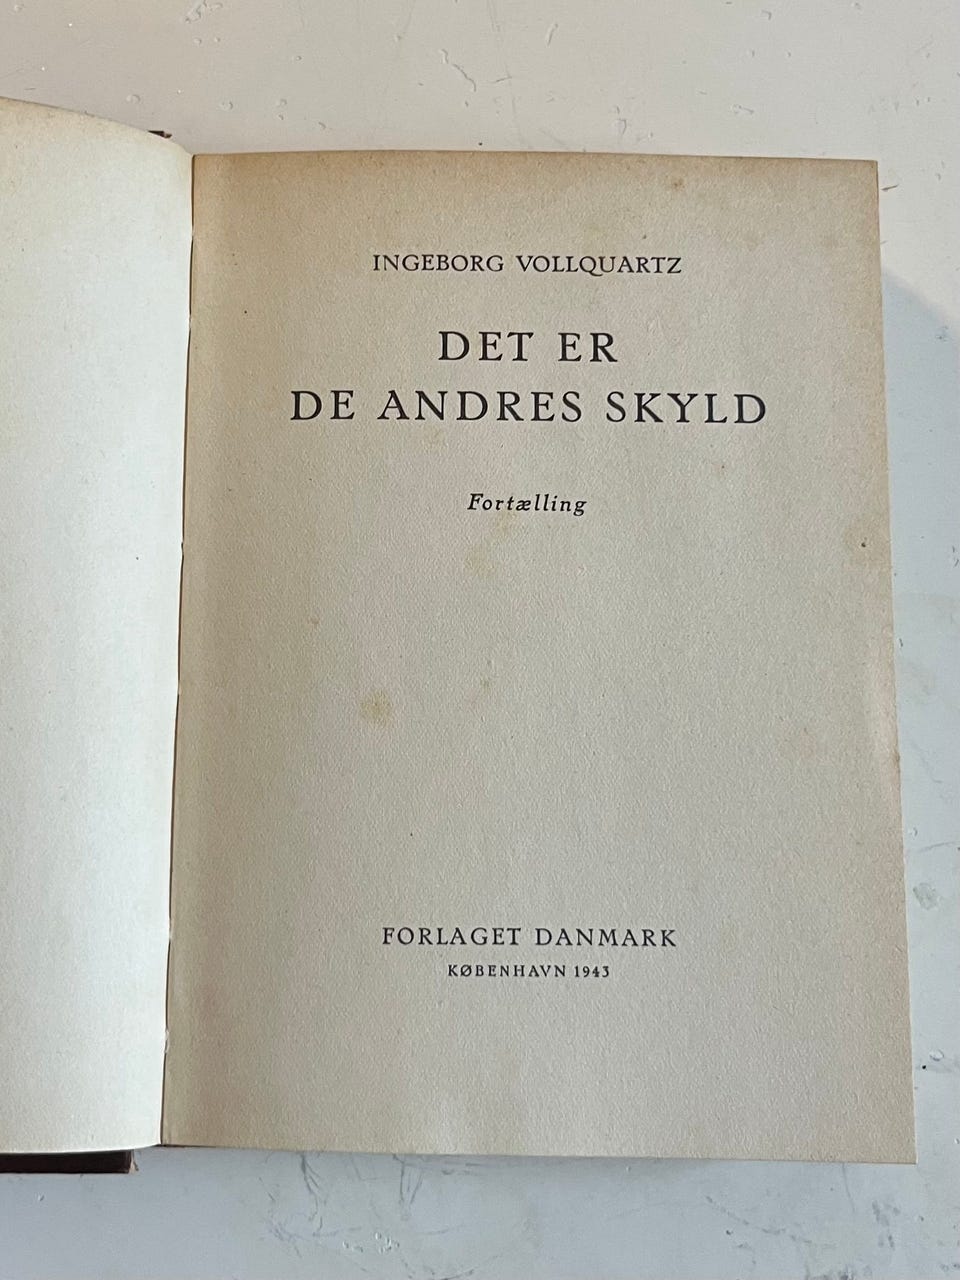 INGEBORG VOLLQUARTZ
DET ER
DE ANDRES SKYLD
Fortælling
FORLAGET DANMARK
KØBENHAVN 1943